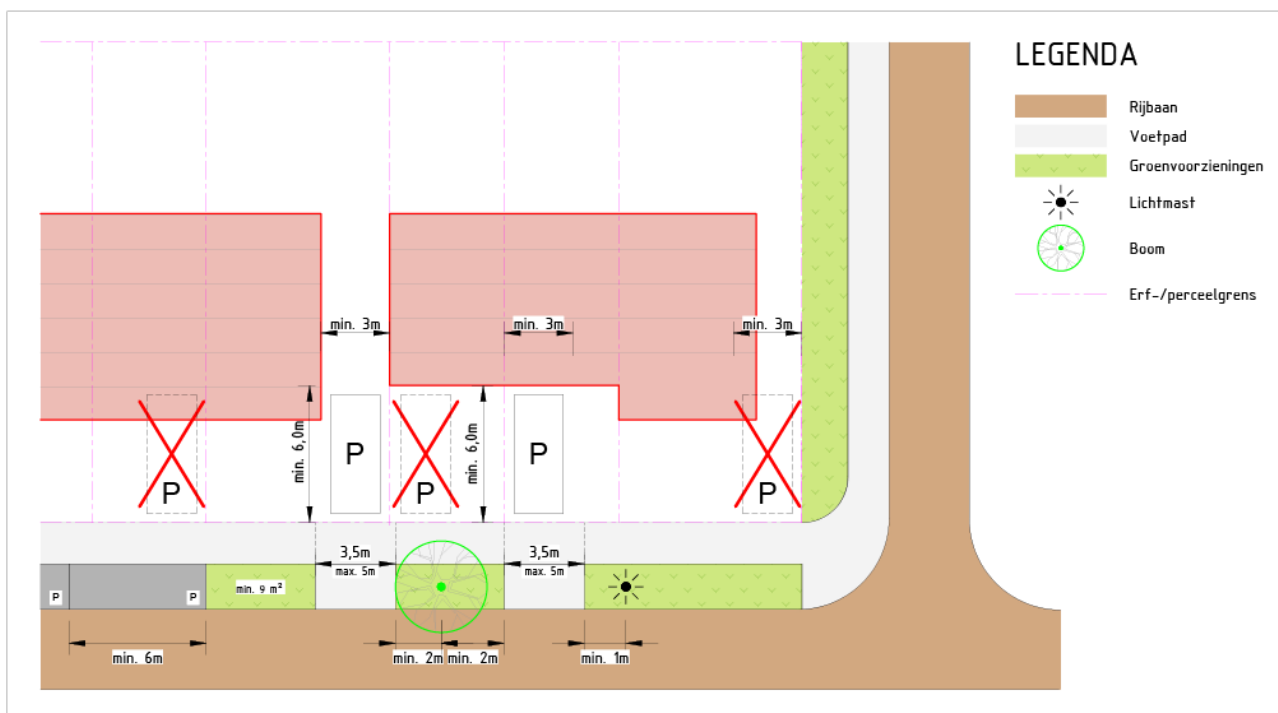 LEGENDA
Rijbaan
Voetpad
Groenvoorzieningen
Lichtmast
Boom
Erf-/perceelgrens
min. 3m
min. 3m
min. 3m
min. 6,0m
min. 6,0m
P
P
P
P
P
3,5m
max. 5m
3,5m
max. 5m
P
P
min. 9 m²
min. 6m
min. 2m
min. 2m
min. 1m